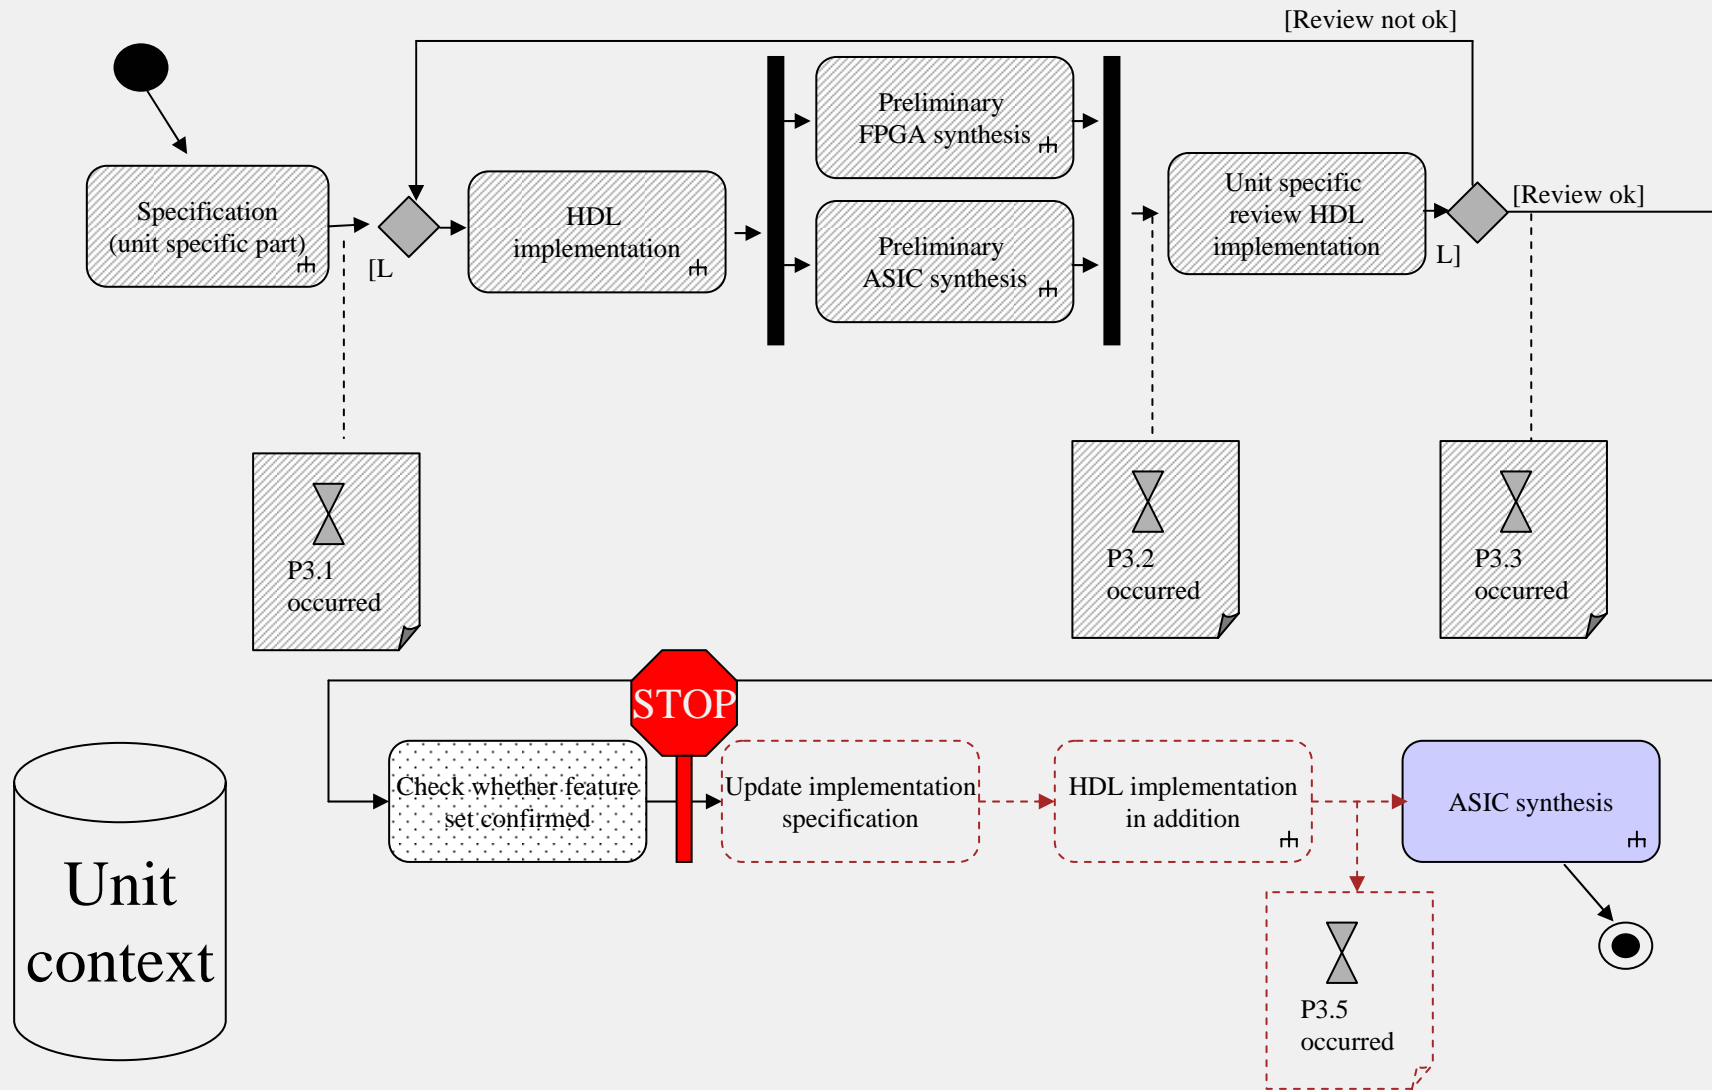 [Review not ok]
Preliminary
FPGA synthesis
Specification
(unit specific part)
[L
HDL
implementation
Preliminary
ASIC synthesis
Unit specific
review HDL
implementation
L]
[Review ok]
P3.1
occurred
P3.2
occurred
P3.3
occurred
STOP
Check whether feature
set confirmed
Update implementation
specification
HDL implementation
in addition
ASIC synthesis
Unit
context
P3.5
occurred